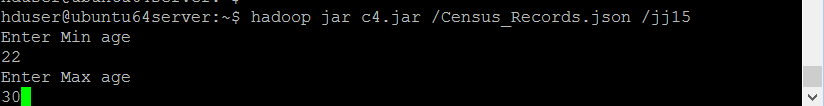 hduser@ubuntu64server:~$ hadoop jar c4.jar /Census_Records.json /jj15
Enter Min age
22
Enter Max age
30